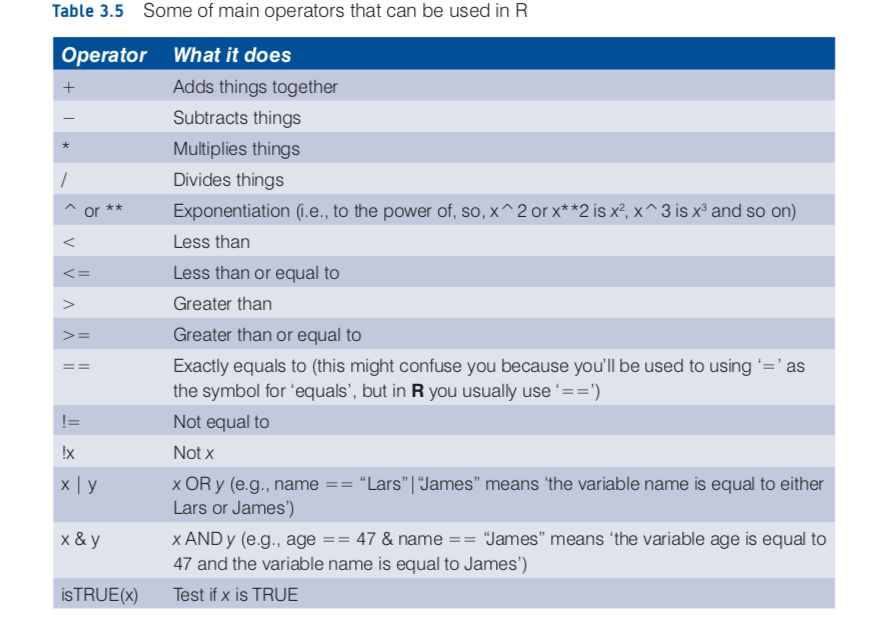 Table 3.5 Some of main operators that can be used in R
Operator What it does
+ Adds things together
− Subtracts things
* Multiplies things
/ Divides things
^ or ** Exponentiation (i.e., to the power of, so, x^2 or x**2 is x², x^3 is x³ and so on)
< Less than
<= Less than or equal to
> Greater than
>= Greater than or equal to
== Exactly equals to (this might confuse you because you'll be used to using '=' as
the symbol for 'equals', but in R you usually use '==')
!= Not equal to
!x Not x
x | y x OR y (e.g., name == “Lars”|“James” means 'the variable name is equal to either
Lars or James')
x & y x AND y (e.g., age == 47 & name == “James” means 'the variable age is equal to
47 and the variable name is equal to James')
isTRUE(x) Test if x is TRUE